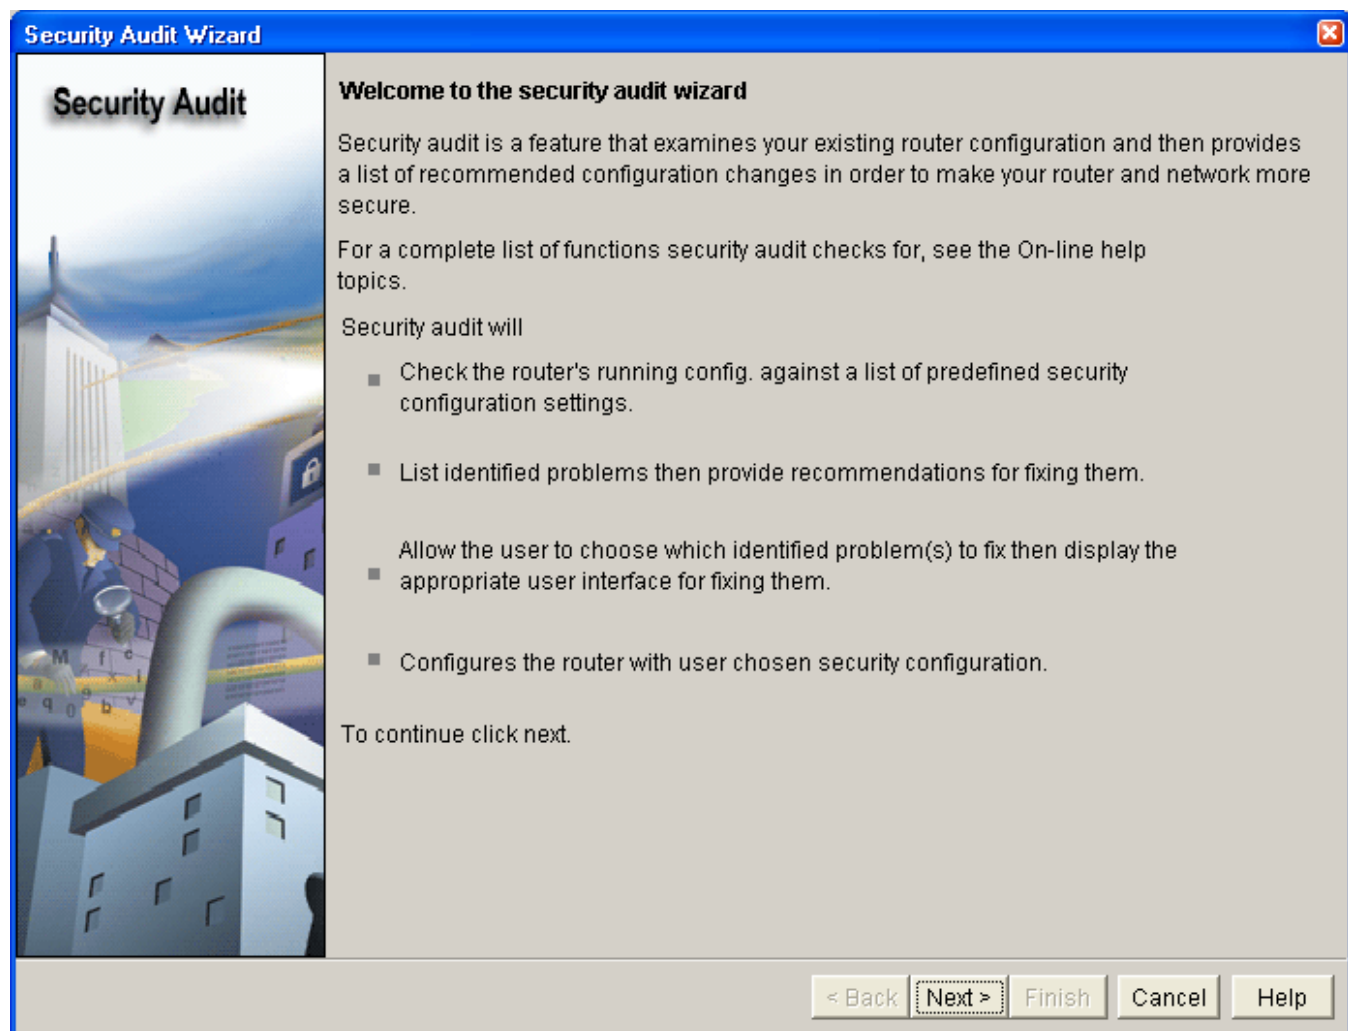 Security Audit Wizard
Security Audit
Welcome to the security audit wizard
Security audit is a feature that examines your existing router configuration and then provides
a list of recommended configuration changes in order to make your router and network more
secure.
For a complete list of functions security audit checks for, see the On-line help
topics.
Security audit will
Check the router's running config. against a list of predefined security
configuration settings.
List identified problems then provide recommendations for fixing them.
Allow the user to choose which identified problem(s) to fix then display the
appropriate user interface for fixing them.
Configures the router with user chosen security configuration.
To continue click next.
M f c
a 9 x i
e q 0 b v
< Back Next > Finish Cancel Help